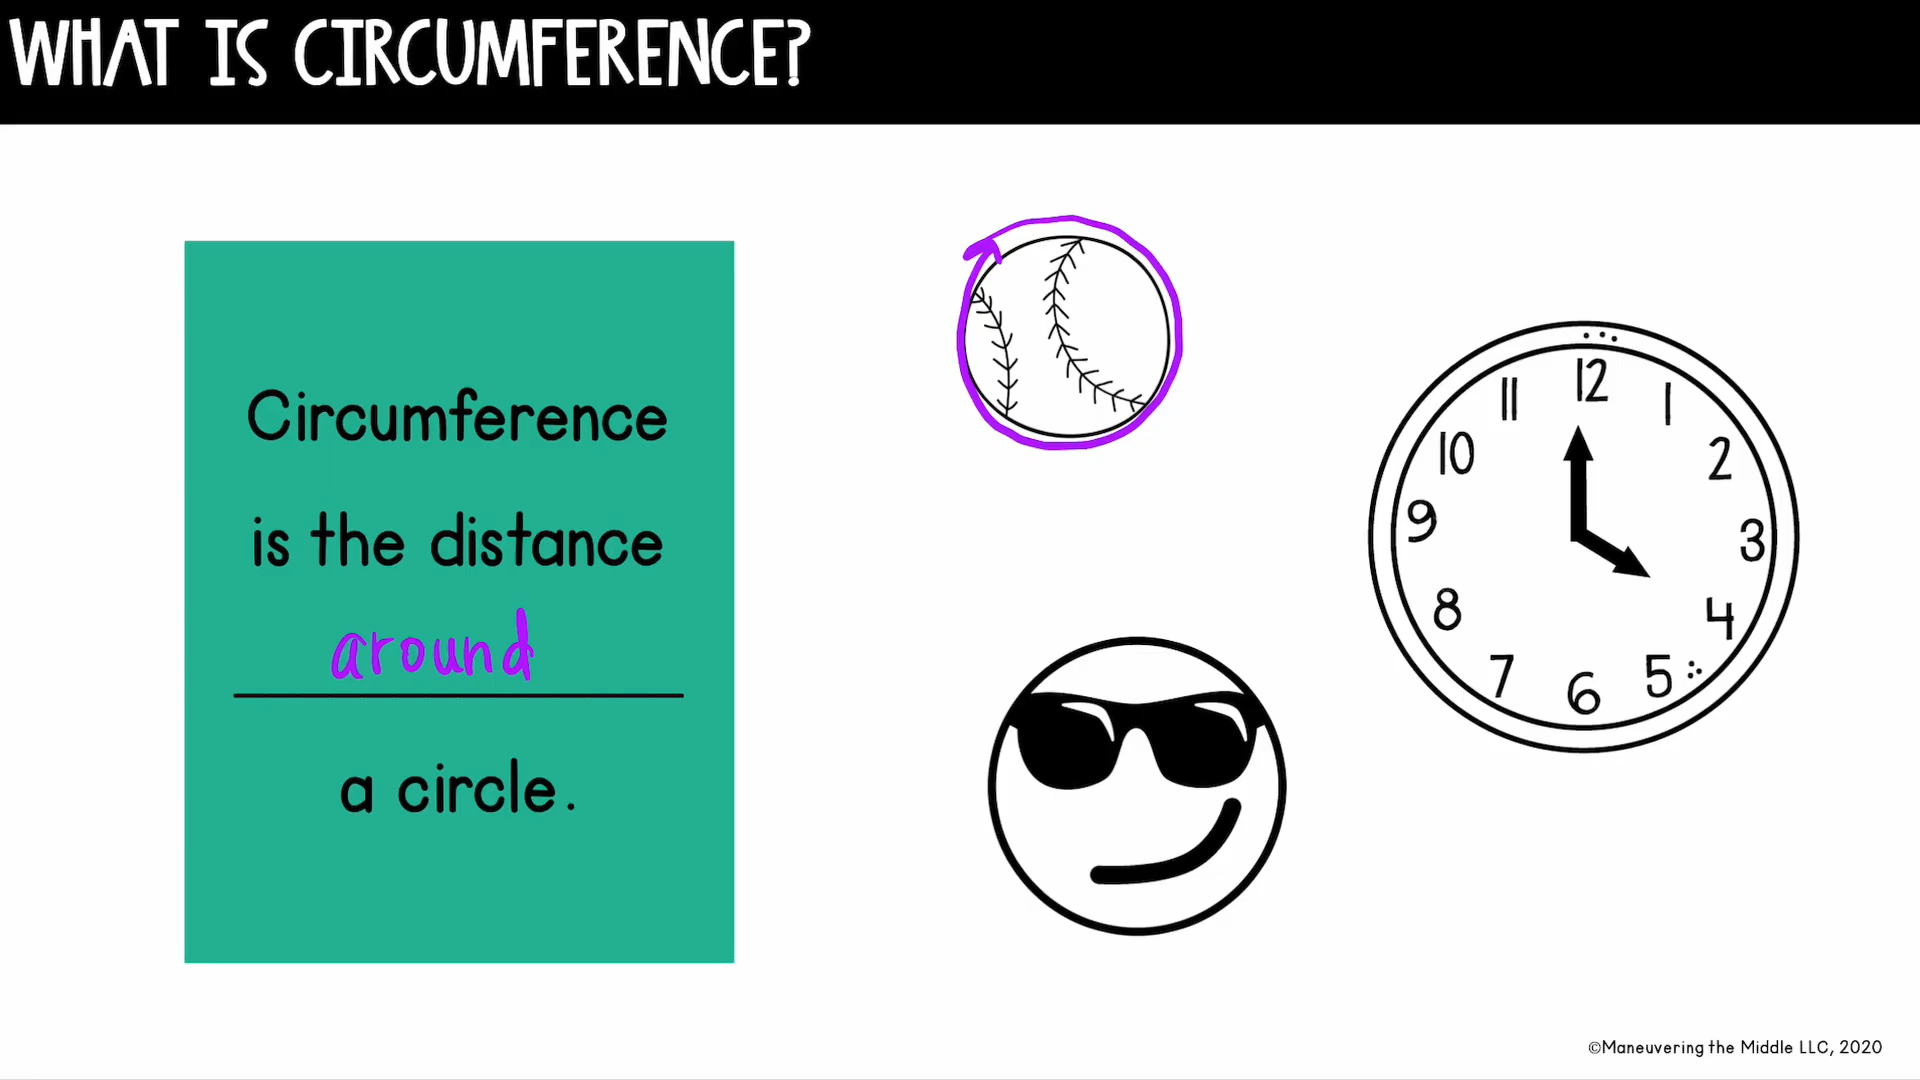 WHAT IS CIRCUMFERENCE?
Circumference
is the distance
around
a circle.
12
11
1
10
2
9
3
8
4
7
5
6
©Maneuvering the Middle LLC, 2020